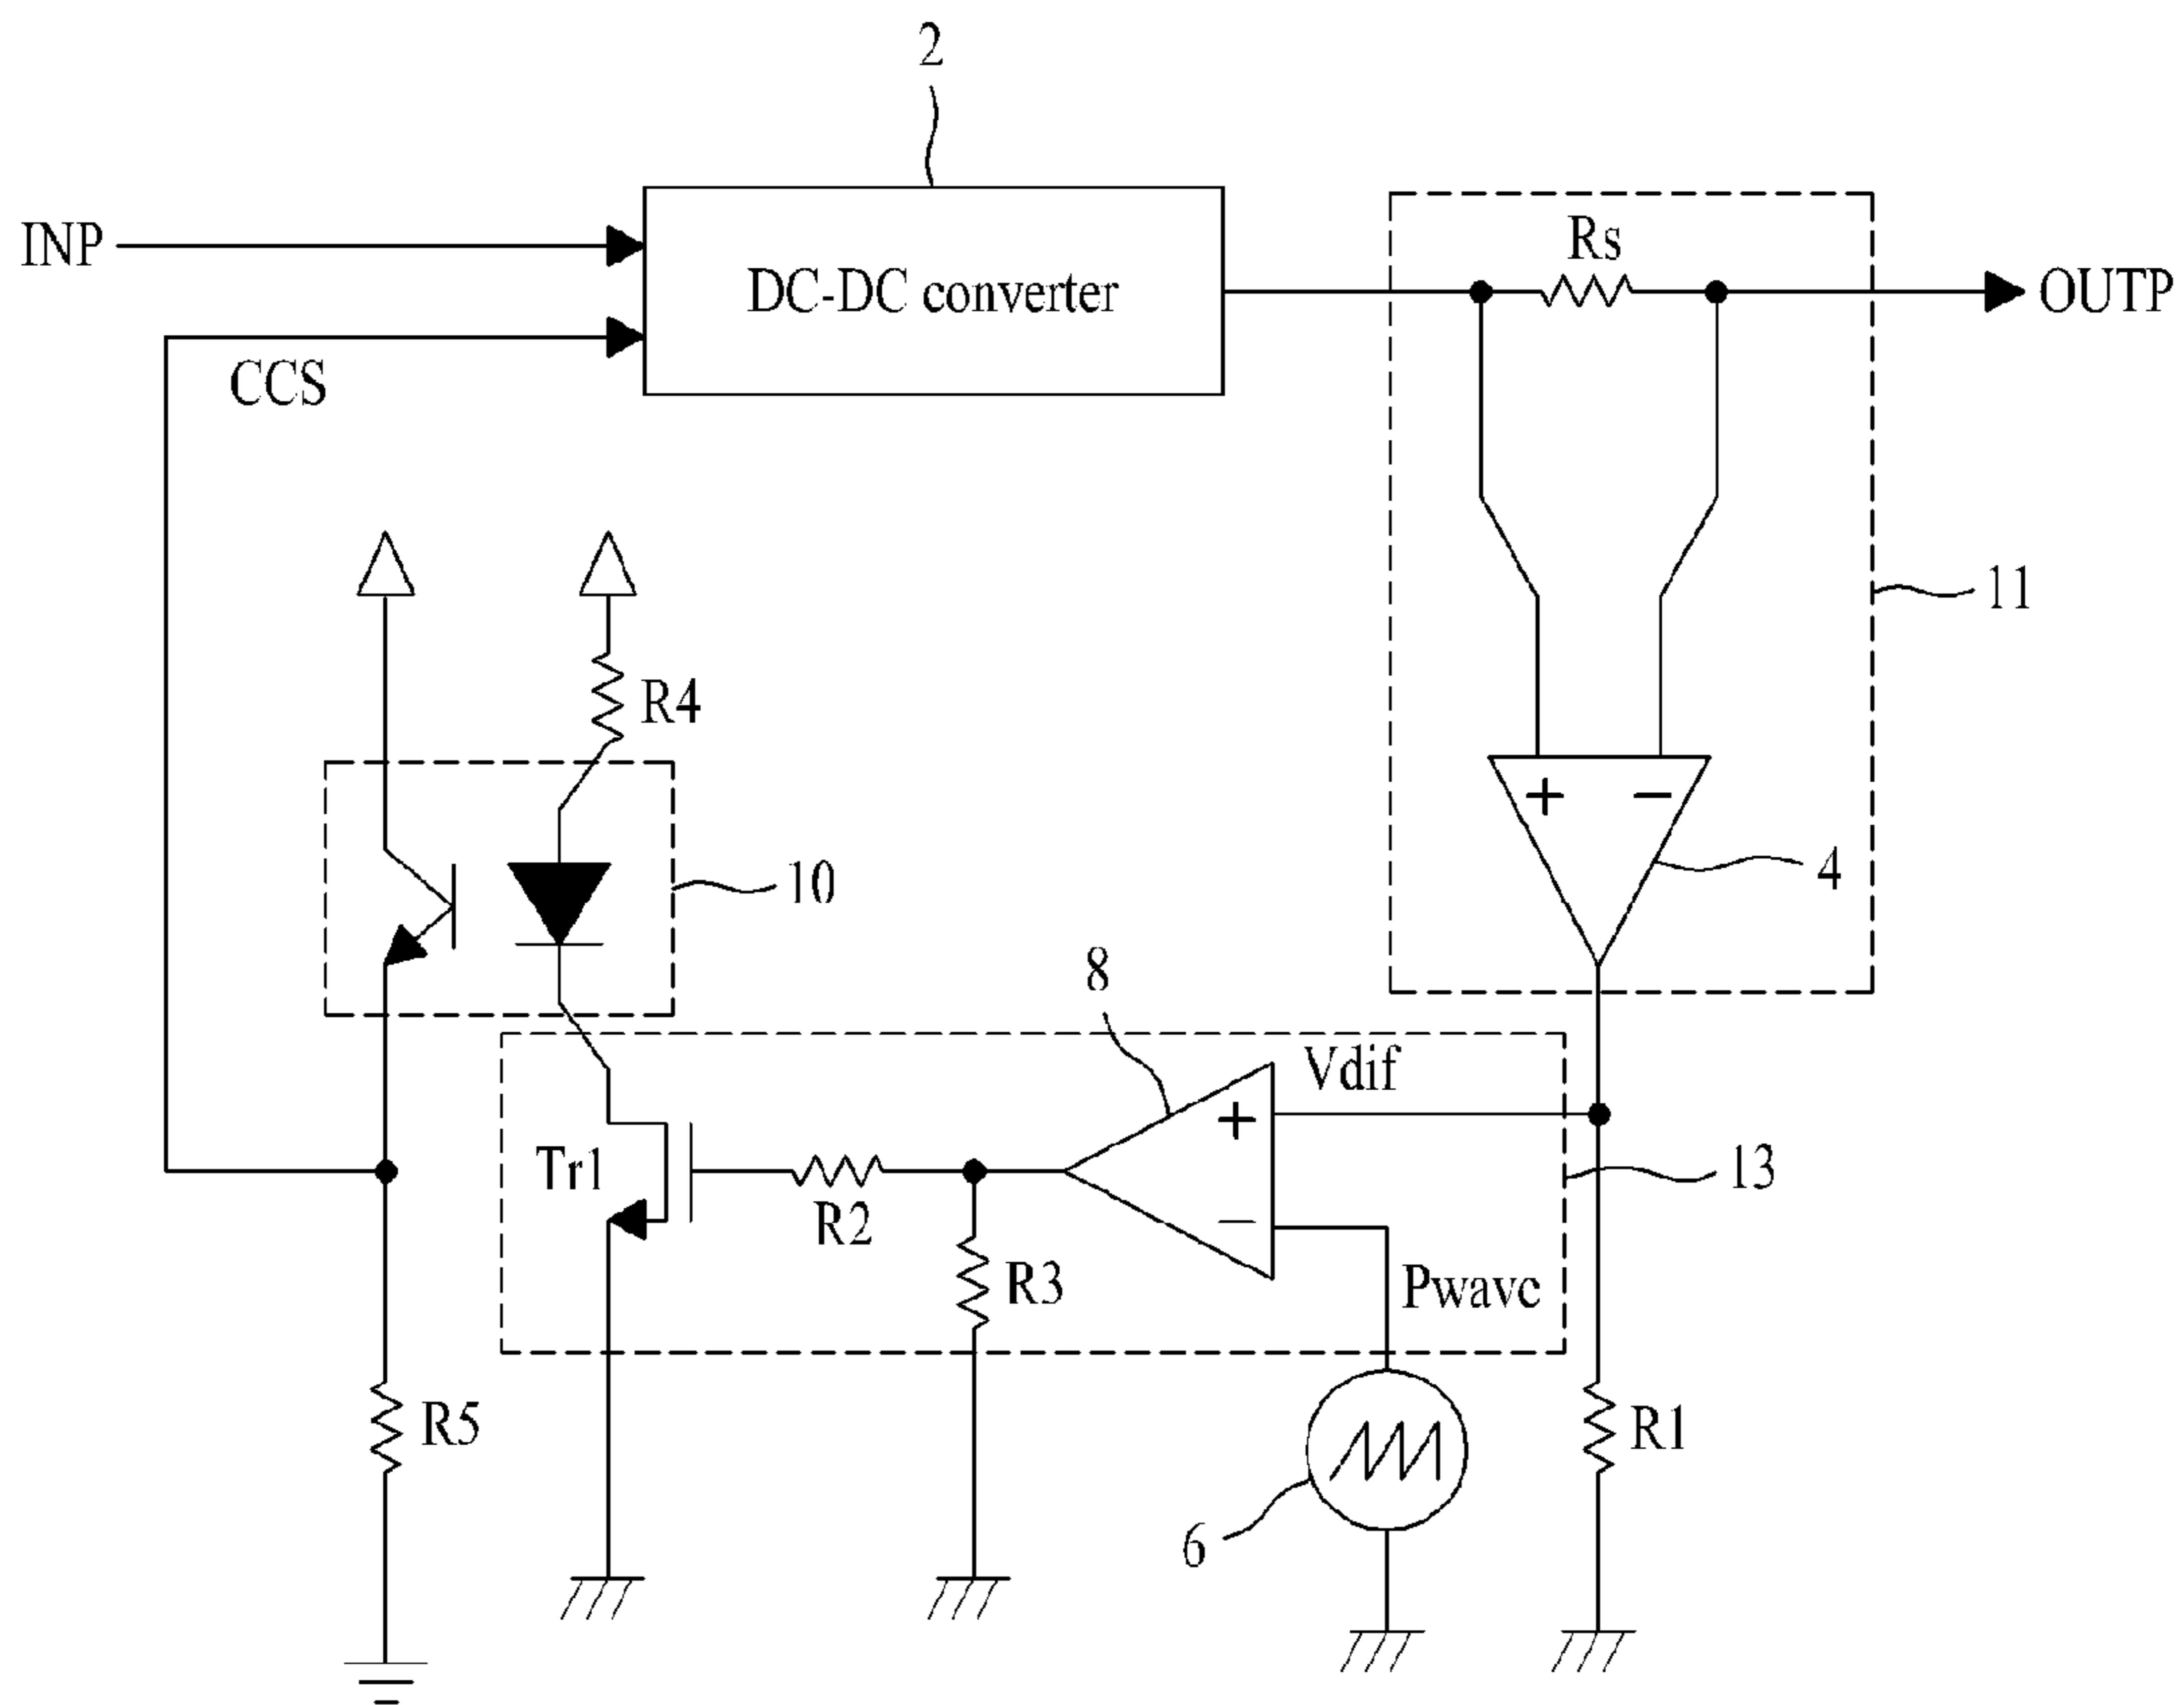 2
INP
DC-DC converter
Rs
OUTP
CCS
11
R4
10
4
8
Vdif
+
−
+
−
Tr1
R2
R3
13
Pwave
R5
R1
6